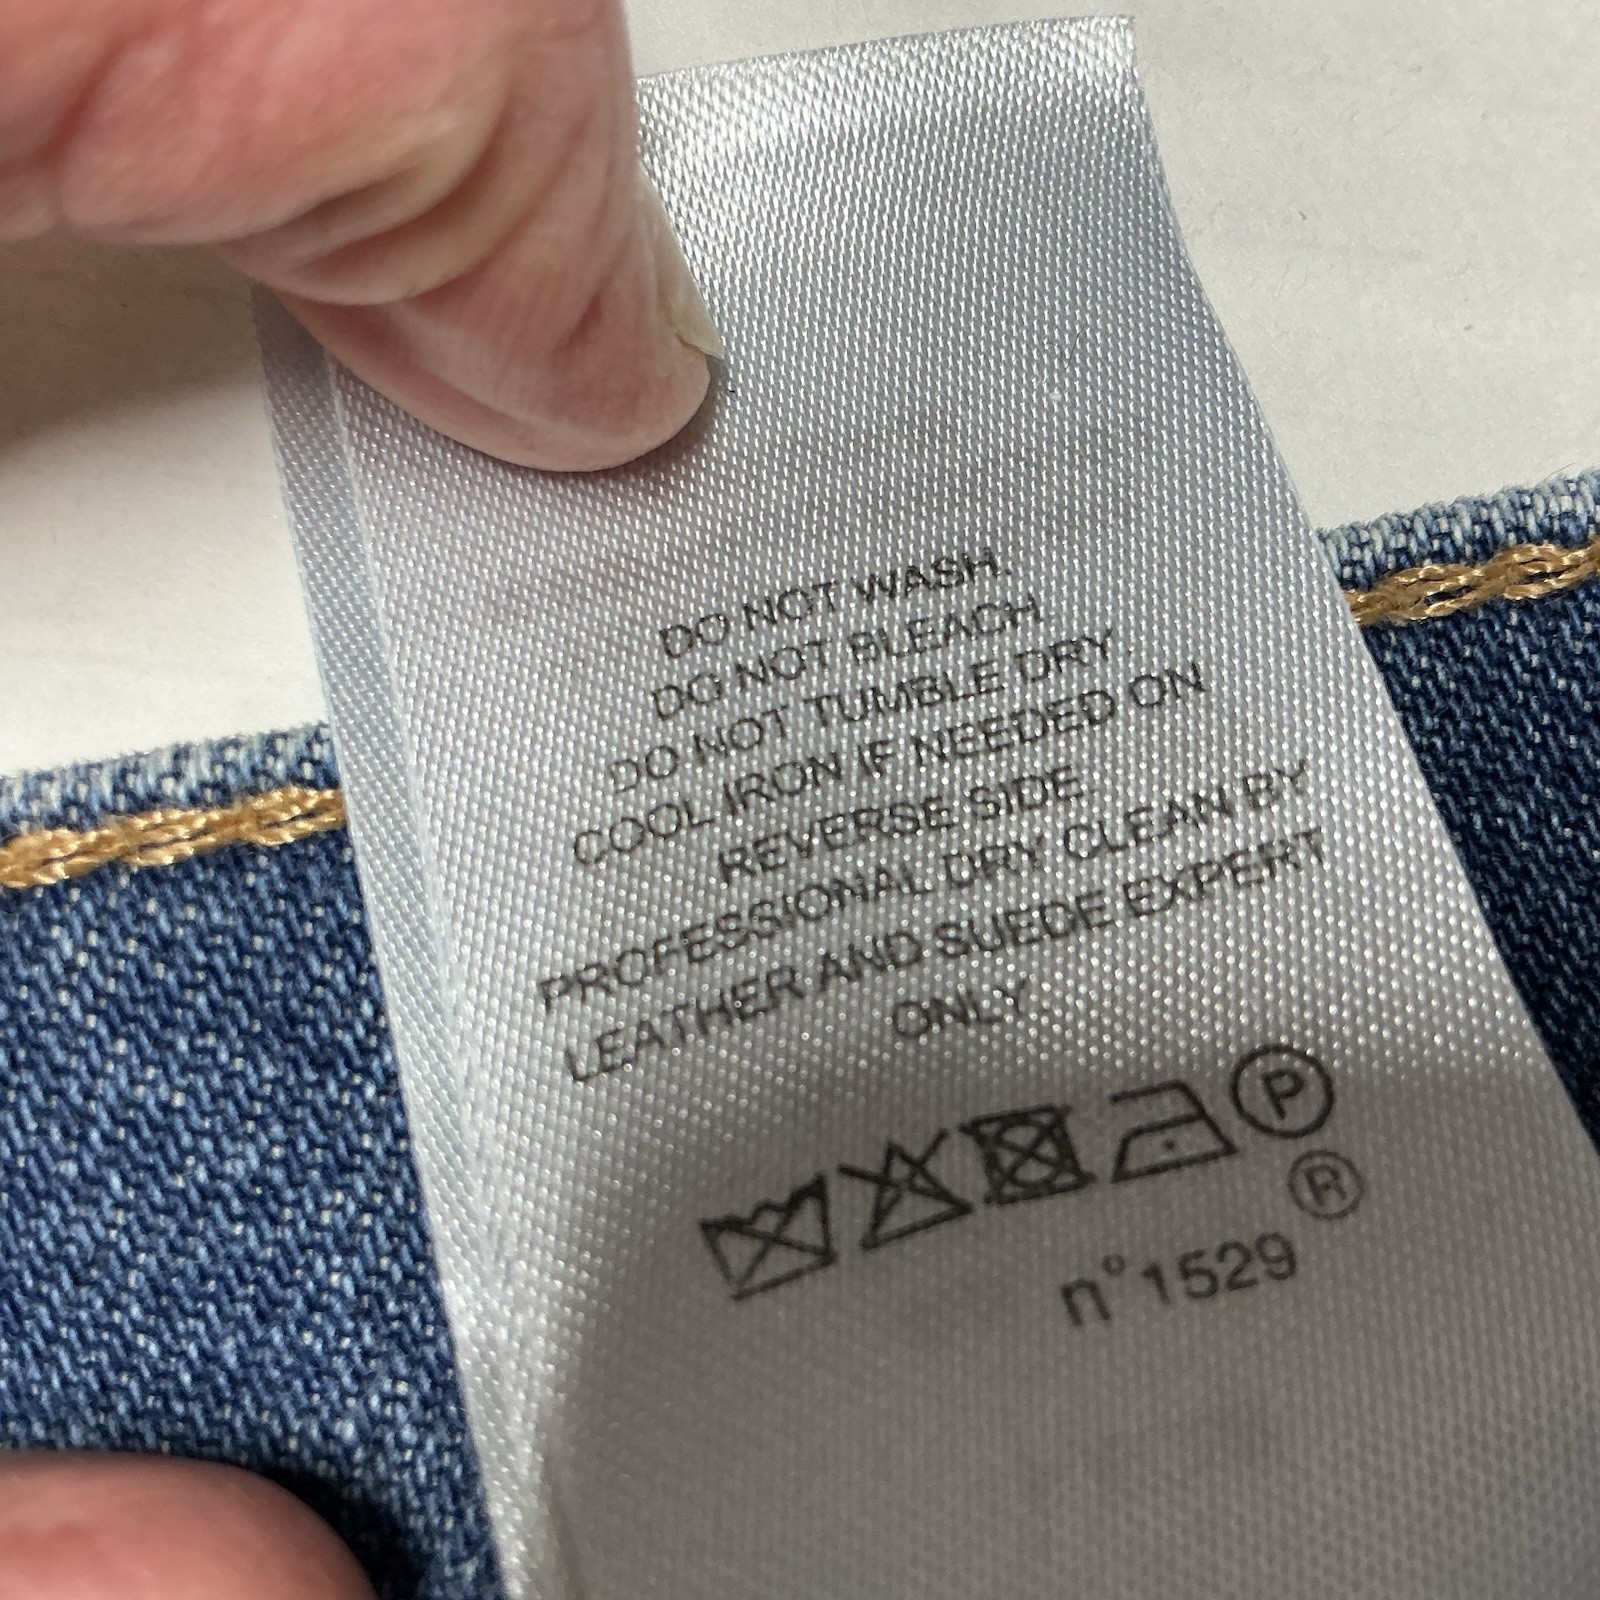 DO NOT WASH.
DO NOT BLEACH
DO NOT TUMBLE DRY
COOL IRON IF NEEDED ON
REVERSE SIDE
PROFESSIONAL DRY CLEAN BY
LEATHER AND SUEDE EXPERT
ONLY
P
®
n°1529